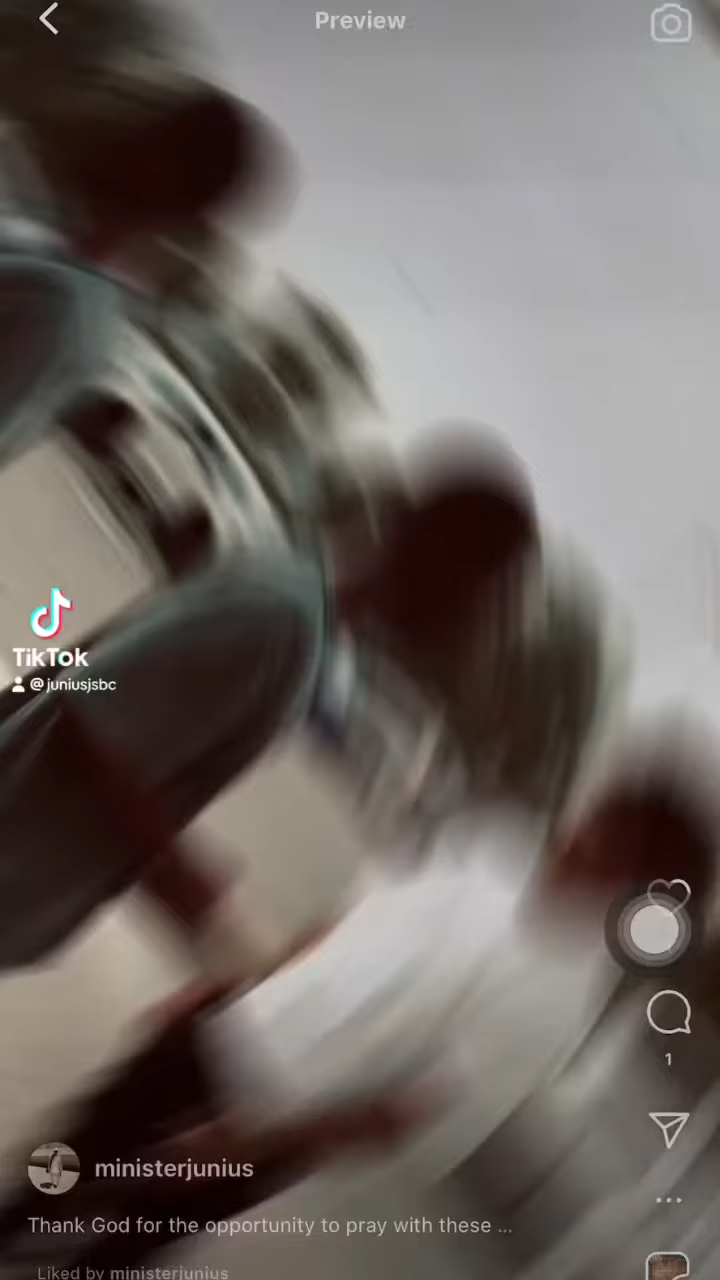 Preview
TikTok
@juniusjsbc
1
ministerjunius
Thank God for the opportunity to pray with these ...
Liked by ministerjunius